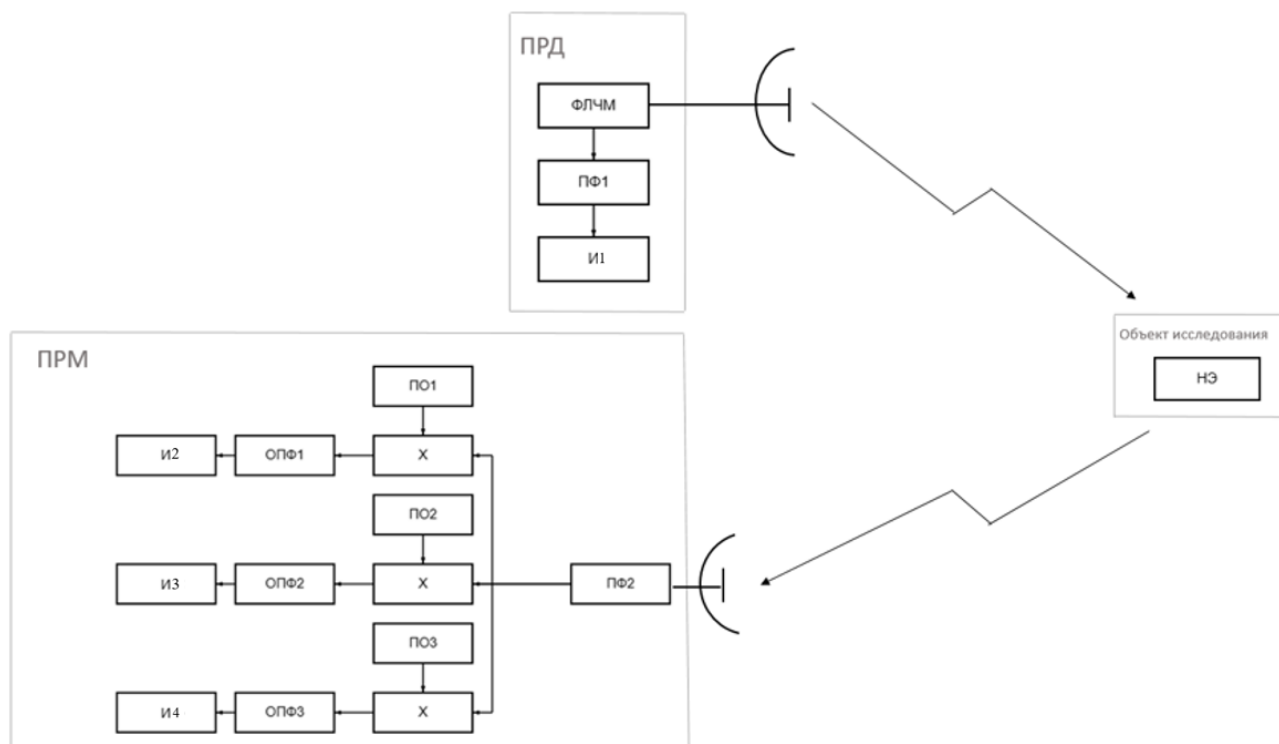 ПРД
ФЛЧМ
ПФ1
И1
Объект исследования
НЭ
ПРМ
ПО1
И2 ОПФ1 X
ПО2
И3 ОПФ2 X ПФ2
ПО3
И4 ОПФ3 X